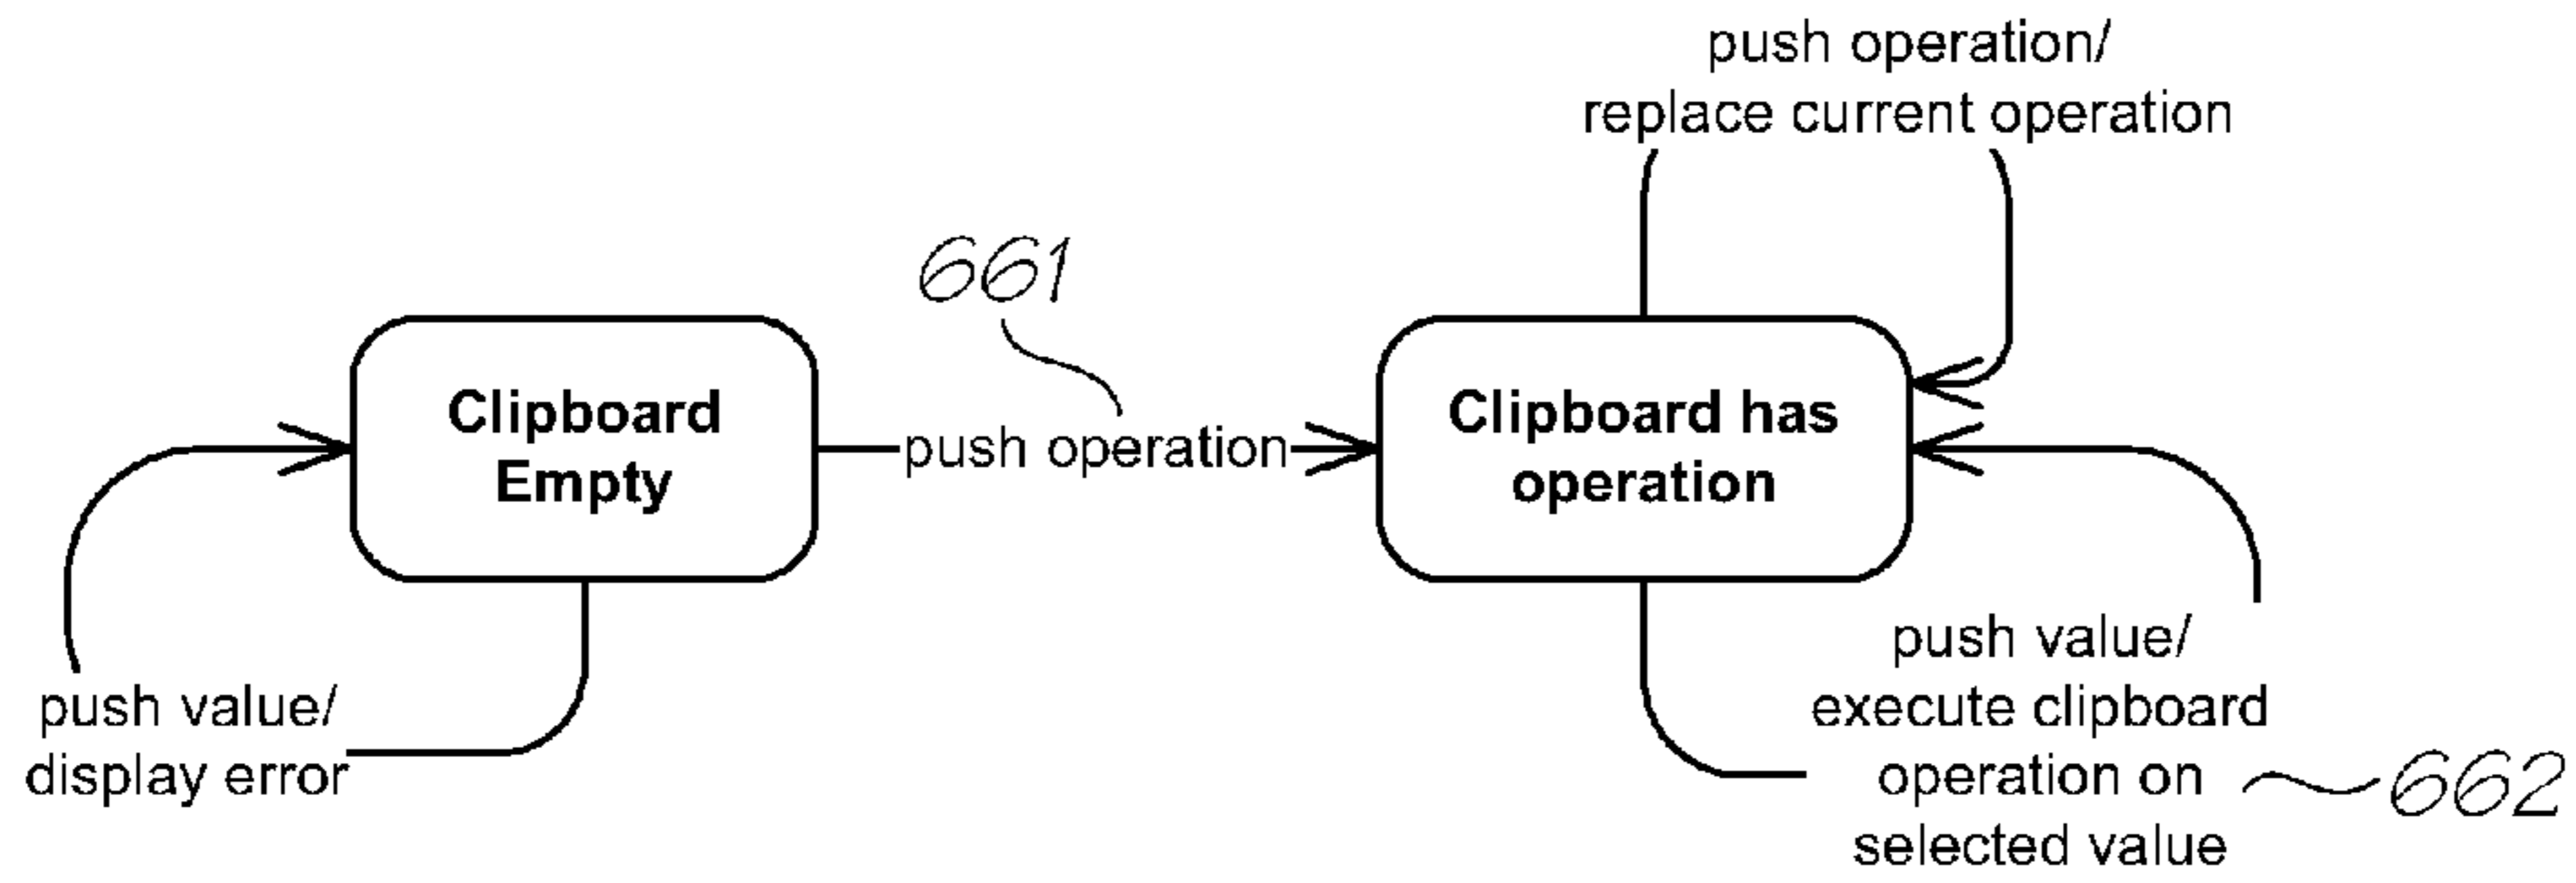 push operation/
replace current operation
661
Clipboard
Empty
push operation
Clipboard has
operation
push value/
display error
push value/
execute clipboard
operation on
selected value
662